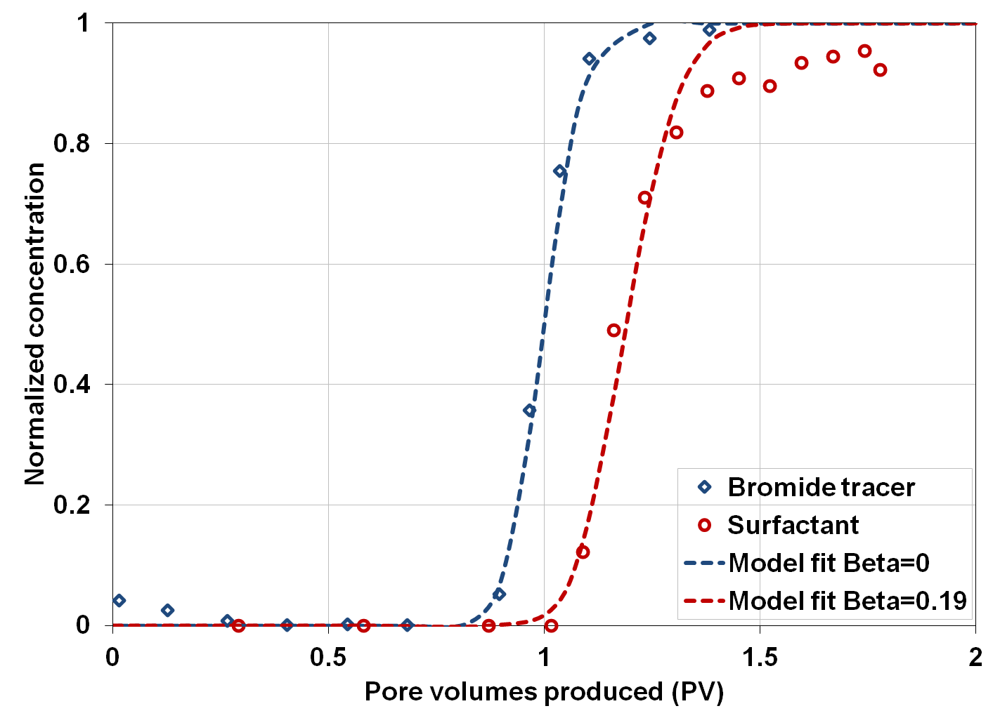 1
0.8
0.6
0.4
0.2
0
Normalized concentration
0
0.5
1
1.5
2
Pore volumes produced (PV)
Bromide tracer
Surfactant
Model fit Beta=0
Model fit Beta=0.19